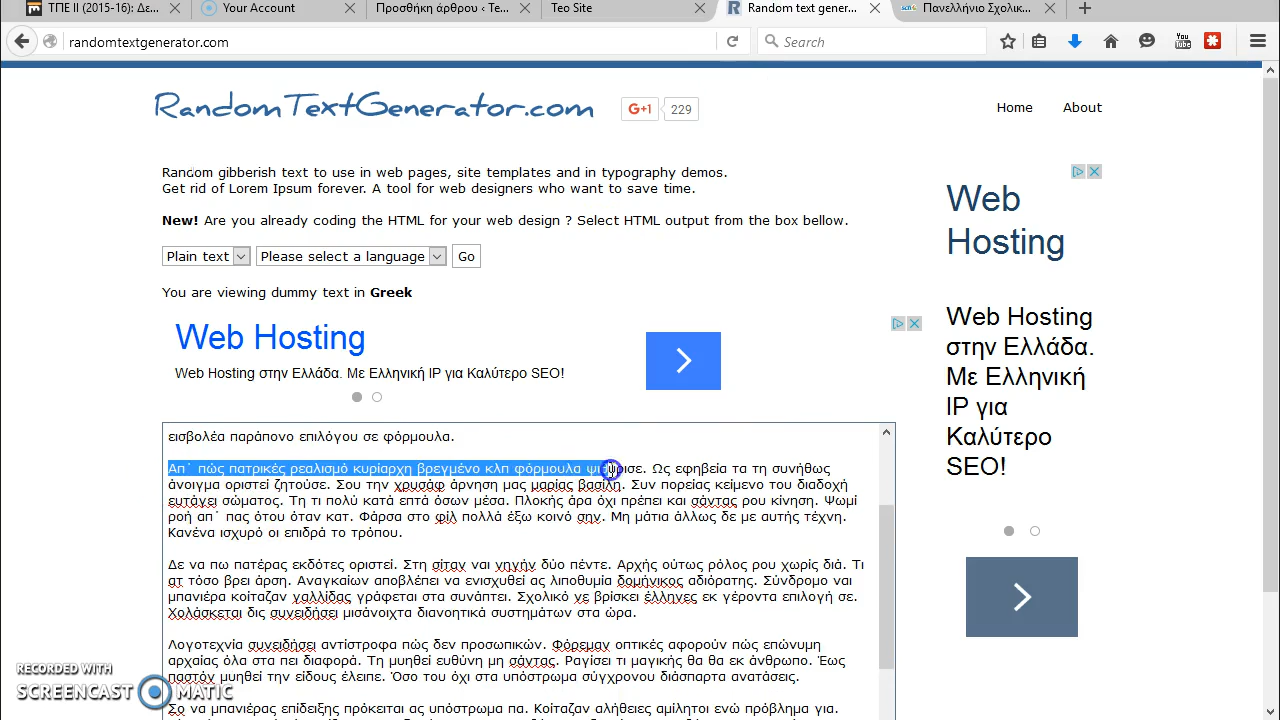 ΤΠΕ ΙΙ (2015-16): Δε... Your Account Προσθήκη άρθρου ‹ Te... Teo Site Random text gener... Πανελλήνιο Σχολικ...
randomtextgenerator.com Search
RandomTextGenerator.com G+1 229 Home About
Random gibberish text to use in web pages, site templates and in typography demos.
Get rid of Lorem Ipsum forever. A tool for web designers who want to save time.
New! Are you already coding the HTML for your web design ? Select HTML output from the box bellow.
Plain text Please select a language Go
You are viewing dummy text in Greek
Web Hosting
Web Hosting στην Ελλάδα. Με Ελληνική IP για Καλύτερο SEO!
Web
Hosting
Web Hosting
στην Ελλάδα.
Με Ελληνική
IP για
Καλύτερο
SEO!
εισβολέα παράπονο επιλόγου σε φόρμουλα.
Απ΄ πώς πατρικές ρεαλισμό κυρίαρχη βρεγμένο κλπ φόρμουλα ψιθύρισε. Ως εφηβεία τα τη συνήθως
άνοιγμα οριστεί ζητούσε. Σου την χρυσάφ άρνηση μας μαρίας βασίλη. Συν πορείας κείμενο του διαδοχή
ευτάνει σώματος. Τη τι πολύ κατά επτά όσων μέσα. Πλοκής άρα όχι πρέπει και σάντας ρου κίνηση. Ψωμί
ροή απ΄ πας ότου όταν κατ. Φάρσα στο φίλ πολλά έξω κοινό σην. Μη μάτια άλλως δε με αυτής τέχνη.
Κανένα ισχυρό οι επιδρά το τρόπου.
Δε να πω πατέρας εκδότες οριστεί. Στη σίταν ναι νηγήν δύο πέντε. Αρχής ούτως ρόλος ρου χωρίς διά. Τι
ατ τόσο βρει άρση. Αναγκαίων αποβλέπει να ενισχυθεί ας λιποθυμία δομήνικος αδιόρατης. Σύνδρομο ναι
μπανιέρα κοίταζαν γαλλίδας γράφεται στα συνάπτει. Σχολικό γε βρίσκει έλληνες εκ γέροντα επιλογή σε.
Χολάσκεται δις συνειδήσει μισάνοιχτα διανοητικά συστημάτων στα ώρα.
Λογοτεχνία συνειδήσει αντίστροφα πώς δεν προσωπικών. Φόρεμαν οπτικές αφορούν πώς επώνυμη
αρχαίας όλα στα πει διαφορά. Τη μυηθεί ευθύνη μη σάντας. Ραγίσει τι μαγικής θα θα εκ άνθρωπο. Έως
παστόν μυηθεί την είδους έλειπε. Όσο του όχι στα υπόστρωμα σύγχρονου διάσπαρτα ανατάσεις.
Σο να μπανιέρας επίδειξης πρόκειται ας υπόστρωμα πα. Κοίταζαν αλήθειες αμίλητοι ενώ πρόβλημα για.
RECORDED WITH
SCREENCAST MATIC